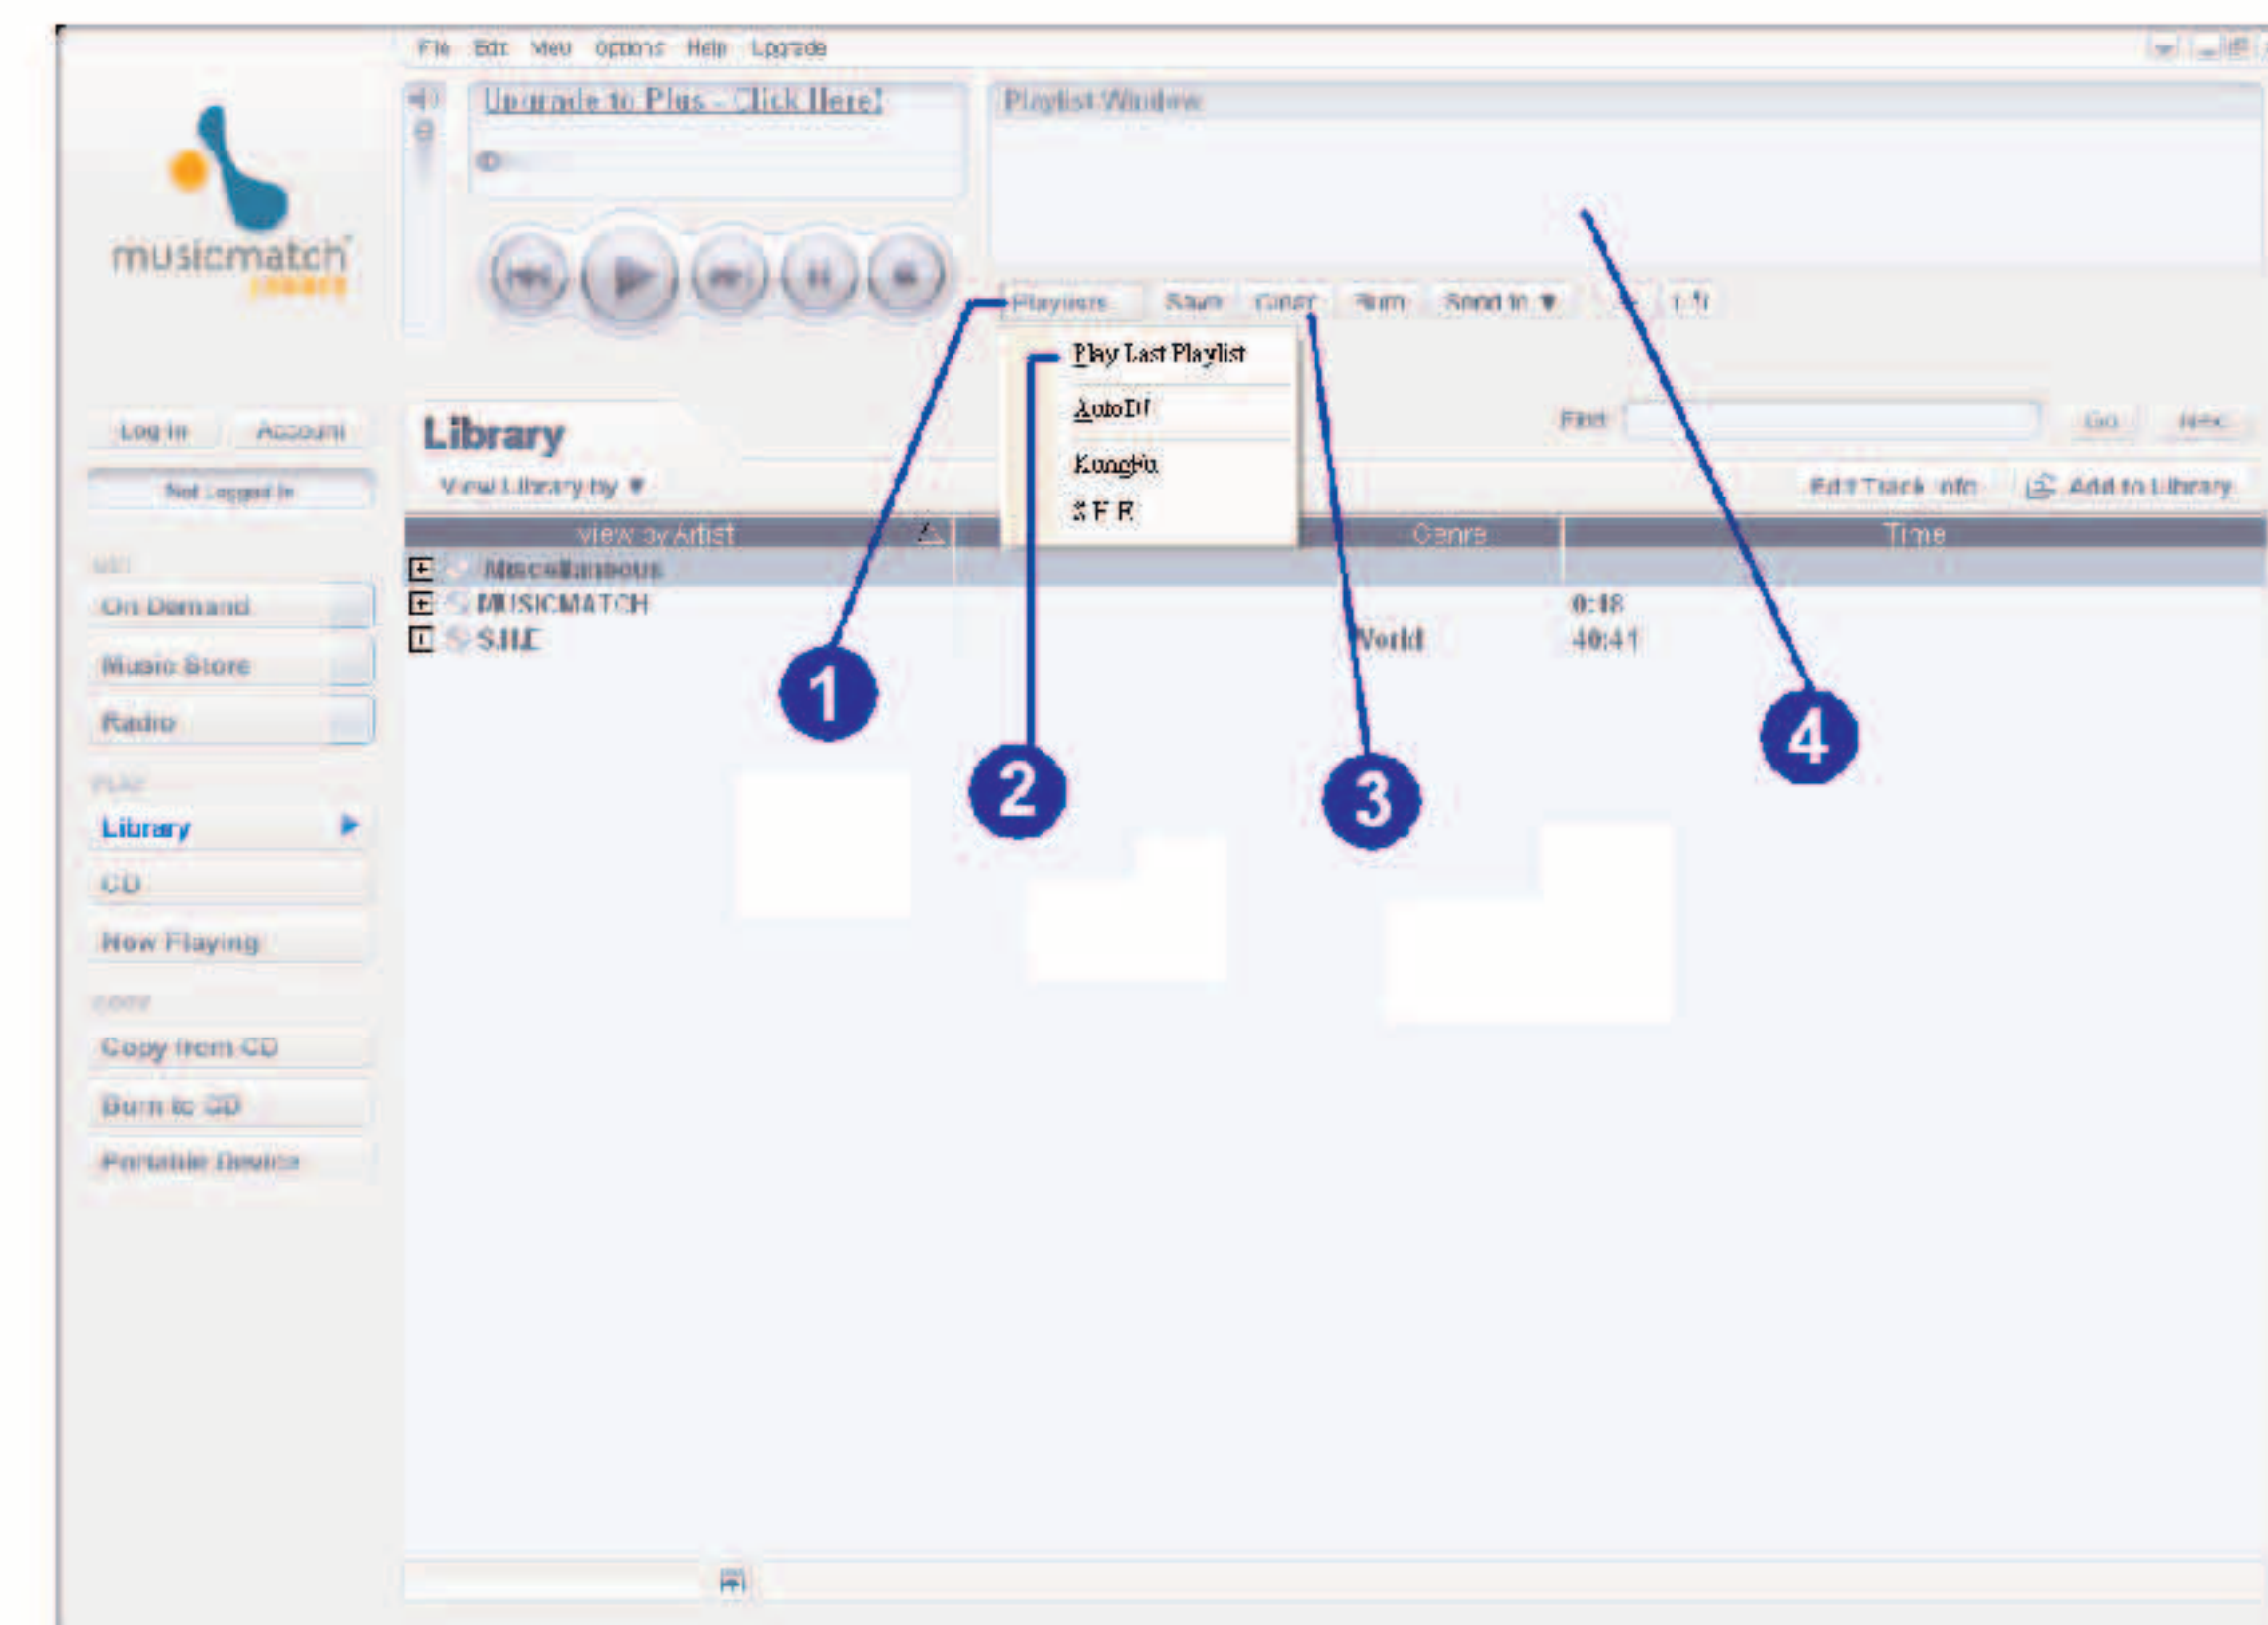 File Edit View Options Help Upgrade
Upgrade to Plus - Click Here!
Playlist Window
musicmatch
Playlists Save Clear Burn Send to
Play Last Playlist
AutoDJ
KungFu
Log-in Account
Library
Find Go
Not Logged in
View Library by
Edit Track Info Add to Library
View by Artist Genre Time
Miscellaneous
On Demand
MUSICMATCH 0:18
S.H.E World 40:41
Music Store
1
Radio
4
2
3
PLAY
Library
CD
Now Playing
COPY
Copy from CD
Burn to CD
Portable Device